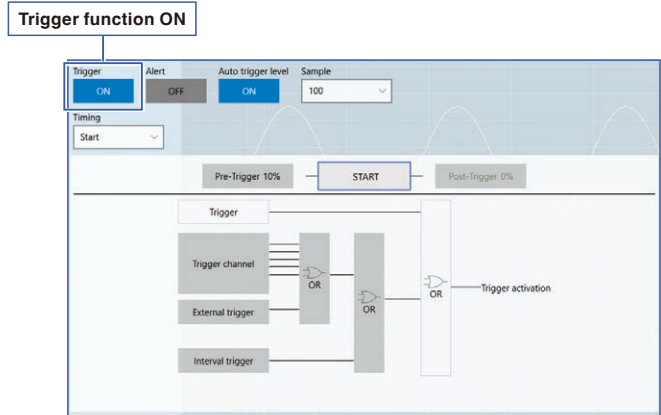 Trigger function ON
Trigger Alert Auto trigger level Sample
ON OFF ON 100
Timing
Start
Pre-Trigger 10% START Post-Trigger 0%
Trigger
Trigger channel
OR
External trigger
OR
OR
Trigger activation
Interval trigger